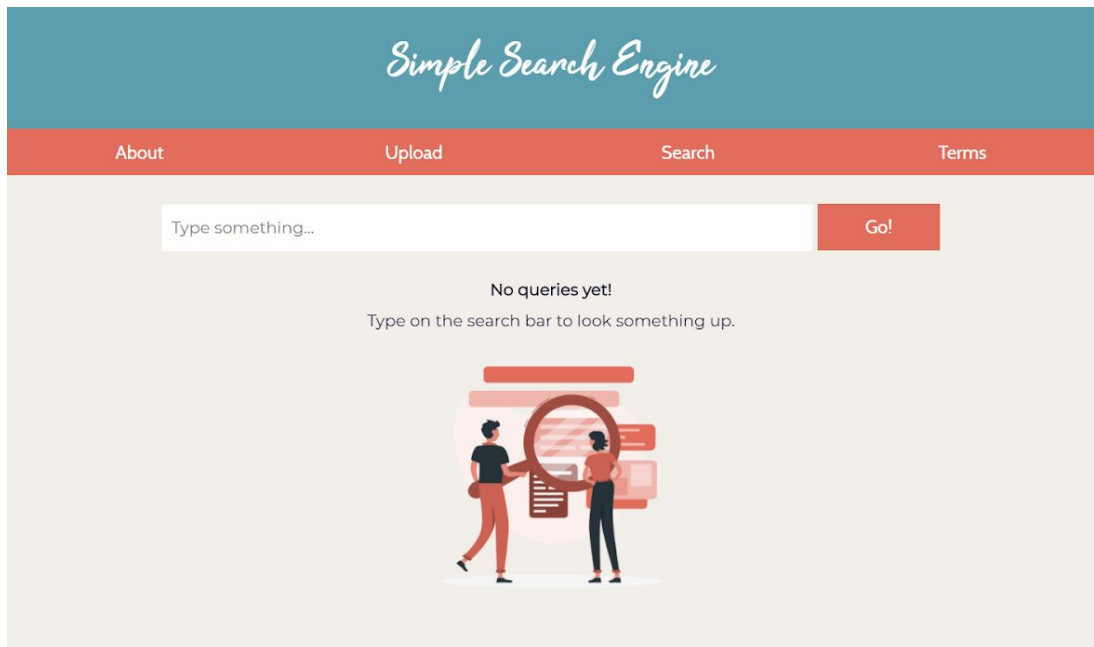 Simple Search Engine
About Upload Search Terms
Type something... Go!
No queries yet!
Type on the search bar to look something up.